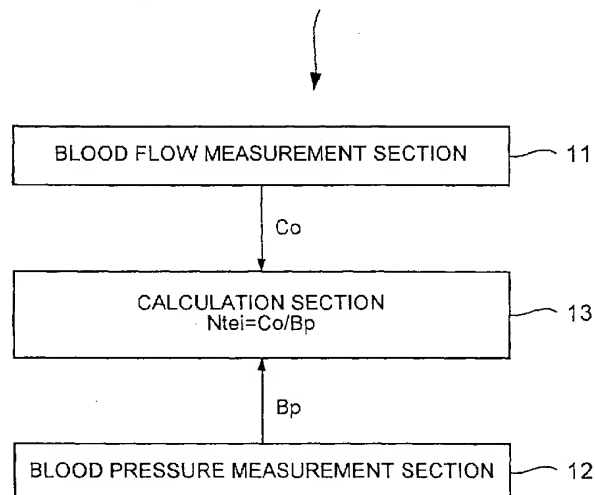 BLOOD FLOW MEASUREMENT SECTION 11
Co
CALCULATION SECTION
Ntei=Co/Bp 13
Bp
BLOOD PRESSURE MEASUREMENT SECTION 12